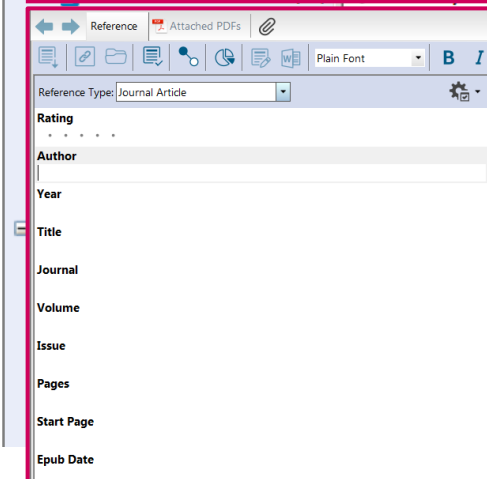 Reference Attached PDFs
Plain Font B I
Reference Type: Journal Article
Rating
Author
Year
Title
Journal
Volume
Issue
Pages
Start Page
Epub Date